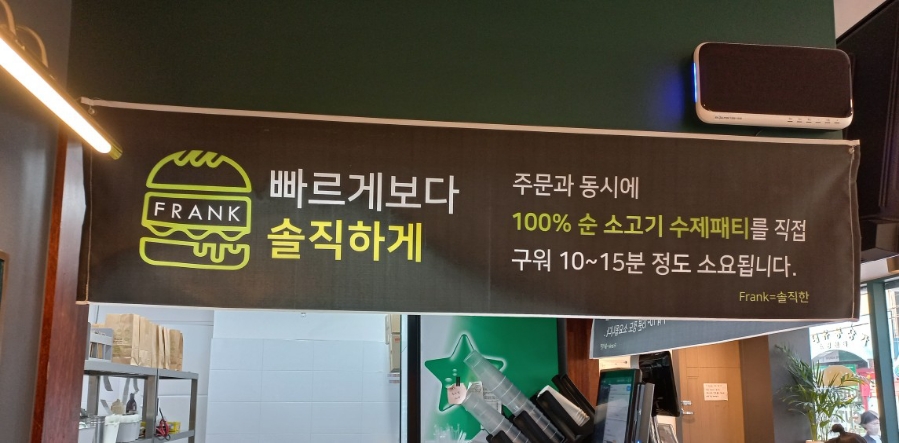 FRANK
빠르게보다
솔직하게
주문과 동시에
100% 순 소고기 수제패티를 직접
구워 10~15분 정도 소요됩니다.
Frank=솔직한